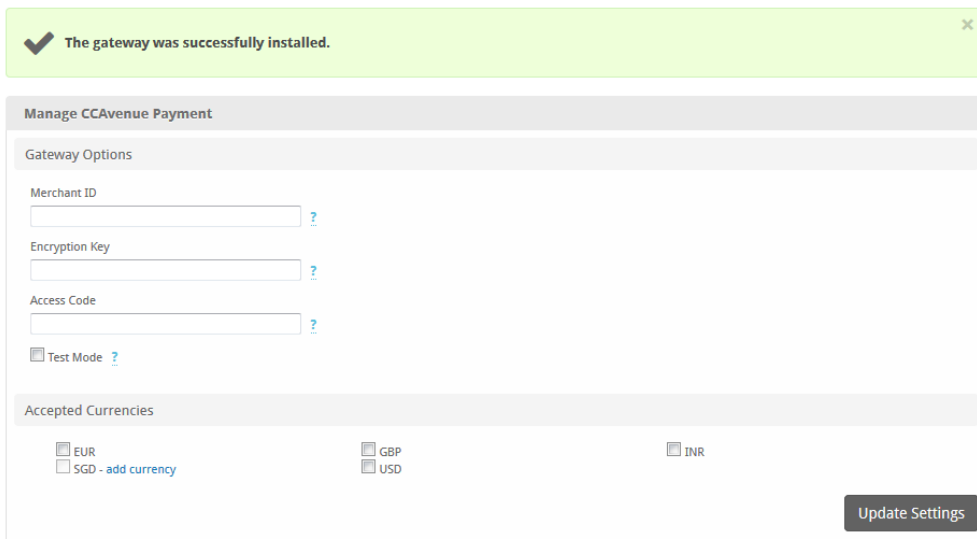 The gateway was successfully installed.
×
Manage CCAvenue Payment
Gateway Options
Merchant ID
?
Encryption Key
?
Access Code
?
Test Mode ?
Accepted Currencies
EUR GBP INR
SGD - add currency USD
Update Settings